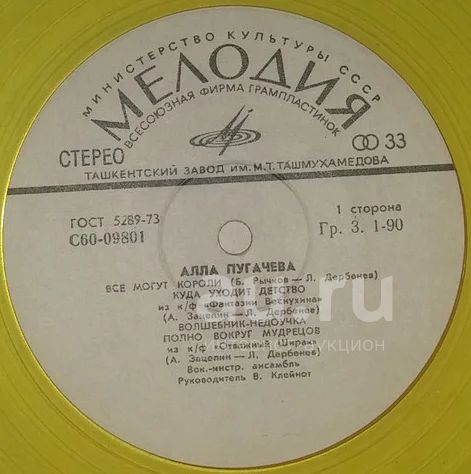 МИНИСТЕРСТВО КУЛЬТУРЫ СССР
МЕЛОДИЯ
ВСЕСОЮЗНАЯ ФИРМА ГРАМПЛАСТИНОК
СТЕРЕО
33
ТАШКЕНТСКИЙ ЗАВОД им. М.Т. ТАШМУХАМЕДОВА
ГОСТ 5289-73
С60-09801
1 сторона
Гр. 3. 1-90
АЛЛА ПУГАЧЕВА
ВСЕ МОГУТ КОРОЛИ (Б. Рычков—Л. Дербенев)
КУДА УХОДИТ ДЕТСТВО
из к/ф «Фантазии Веснухина»
(А. Зацепин—Л. Дербенев)
ВОЛШЕБНИК-НЕДОУЧКА
ПОЛНО ВОКРУГ МУДРЕЦОВ
из к/ф «Отважный Ширак»
(А. Зацепин—Л. Дербенев)
Вок.-инстр. ансамбль
Руководитель В. Клейнот
au.ru